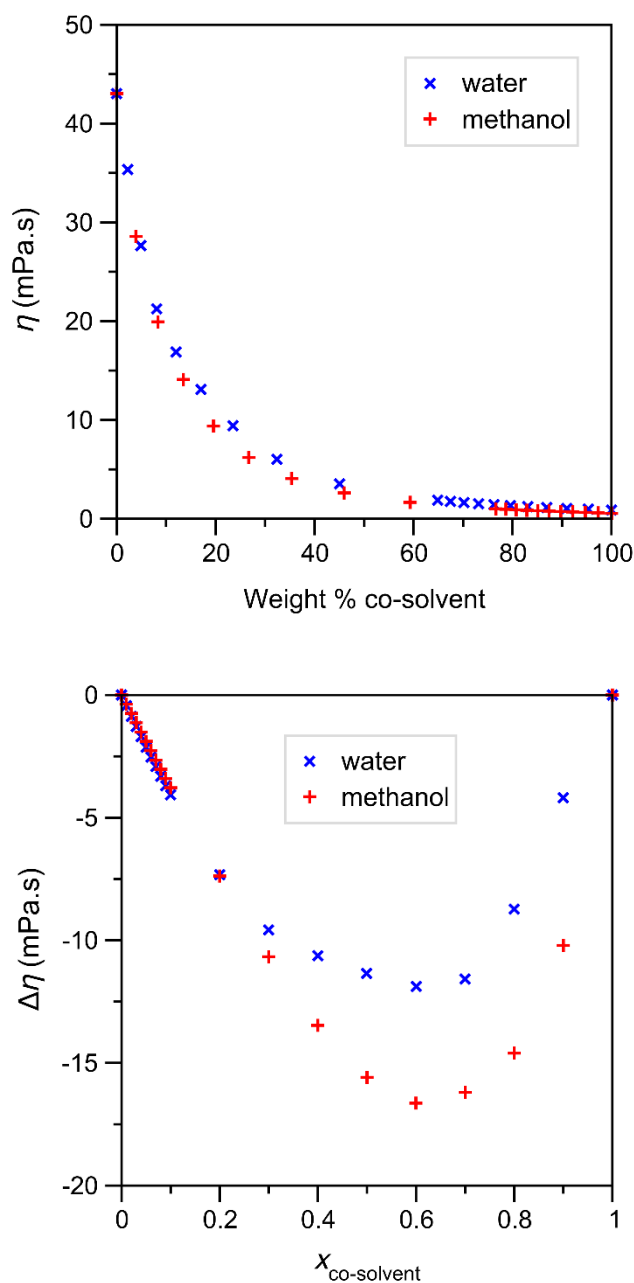 50
40
30
20
10
0
η (mPa.s)
water
methanol
0 20 40 60 80 100
Weight % co-solvent
0
-5
-10
-15
-20
Δη (mPa.s)
water
methanol
0 0.2 0.4 0.6 0.8 1
x co-solvent